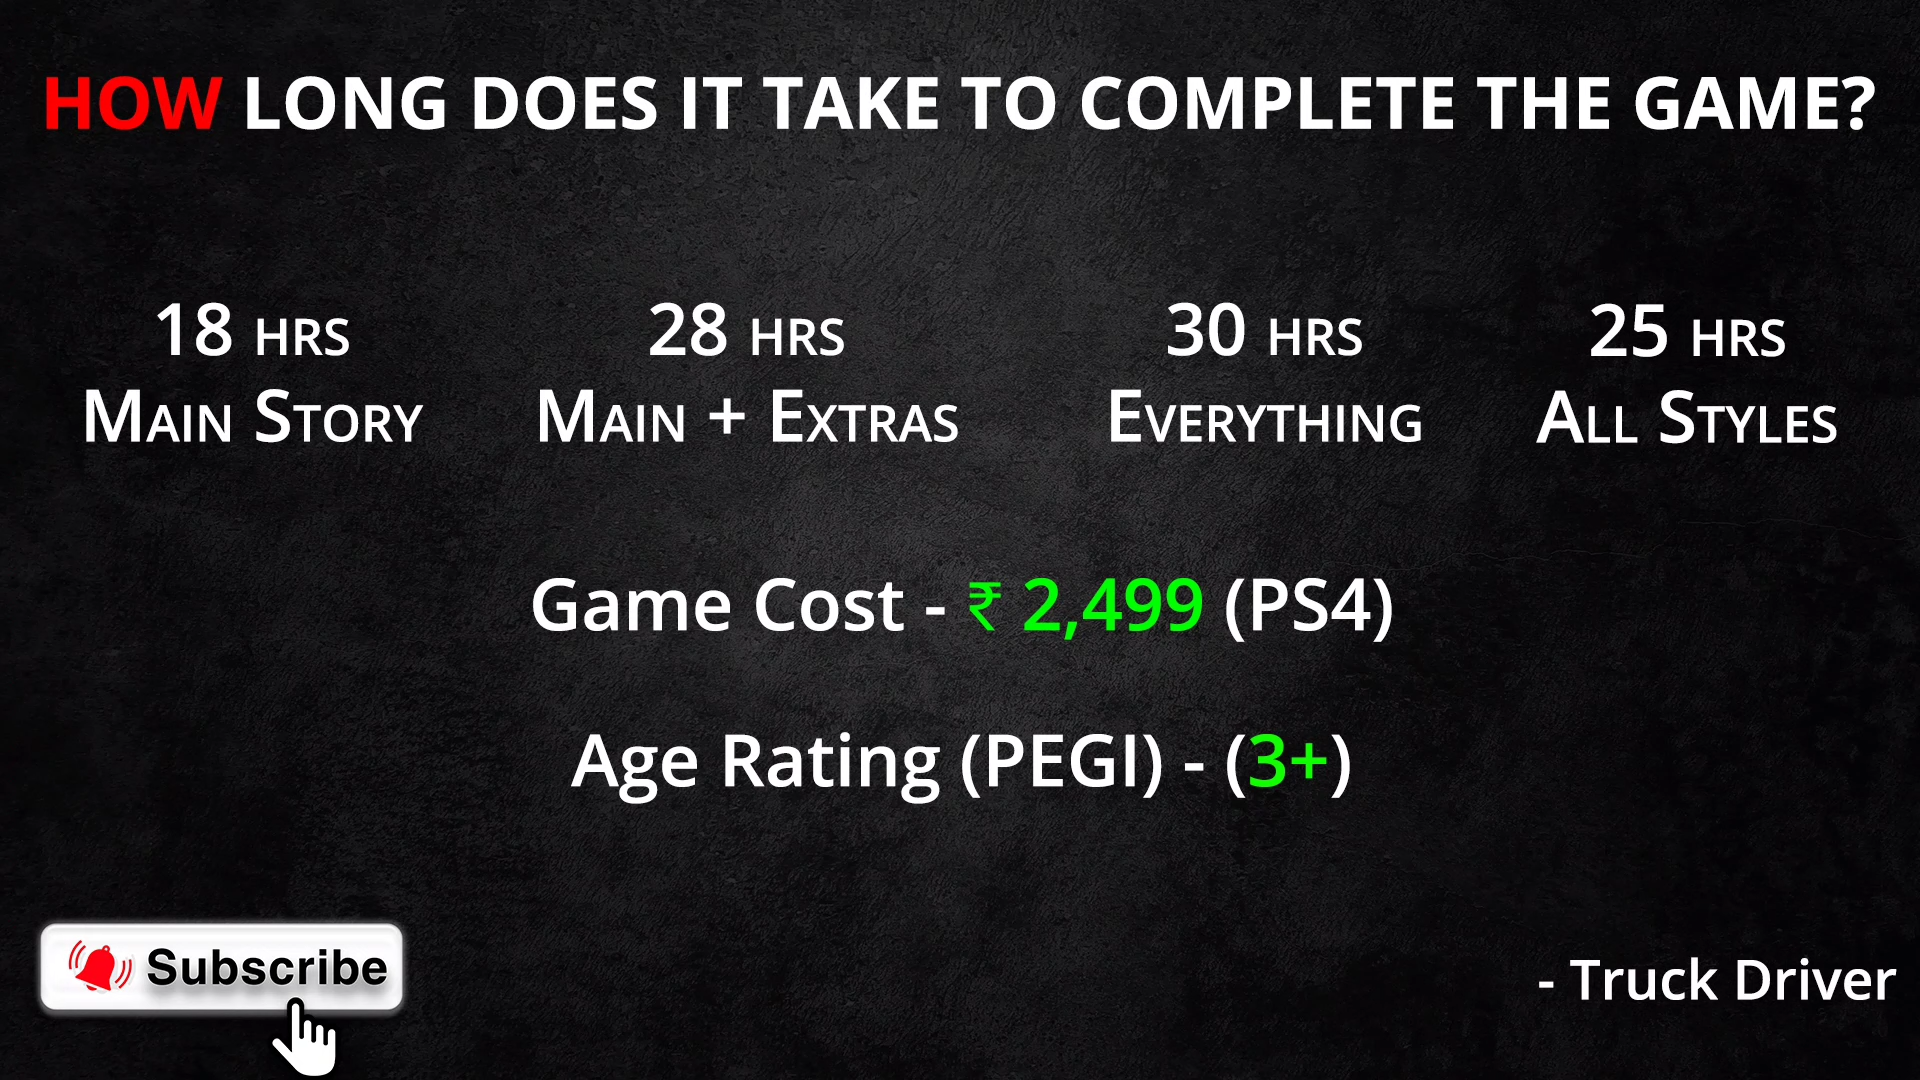 HOW LONG DOES IT TAKE TO COMPLETE THE GAME?
18 HRS
MAIN STORY
28 HRS
MAIN + EXTRAS
30 HRS
EVERYTHING
25 HRS
ALL STYLES
Game Cost - ₹ 2,499 (PS4)
Age Rating (PEGI) - (3+)
Subscribe
- Truck Driver